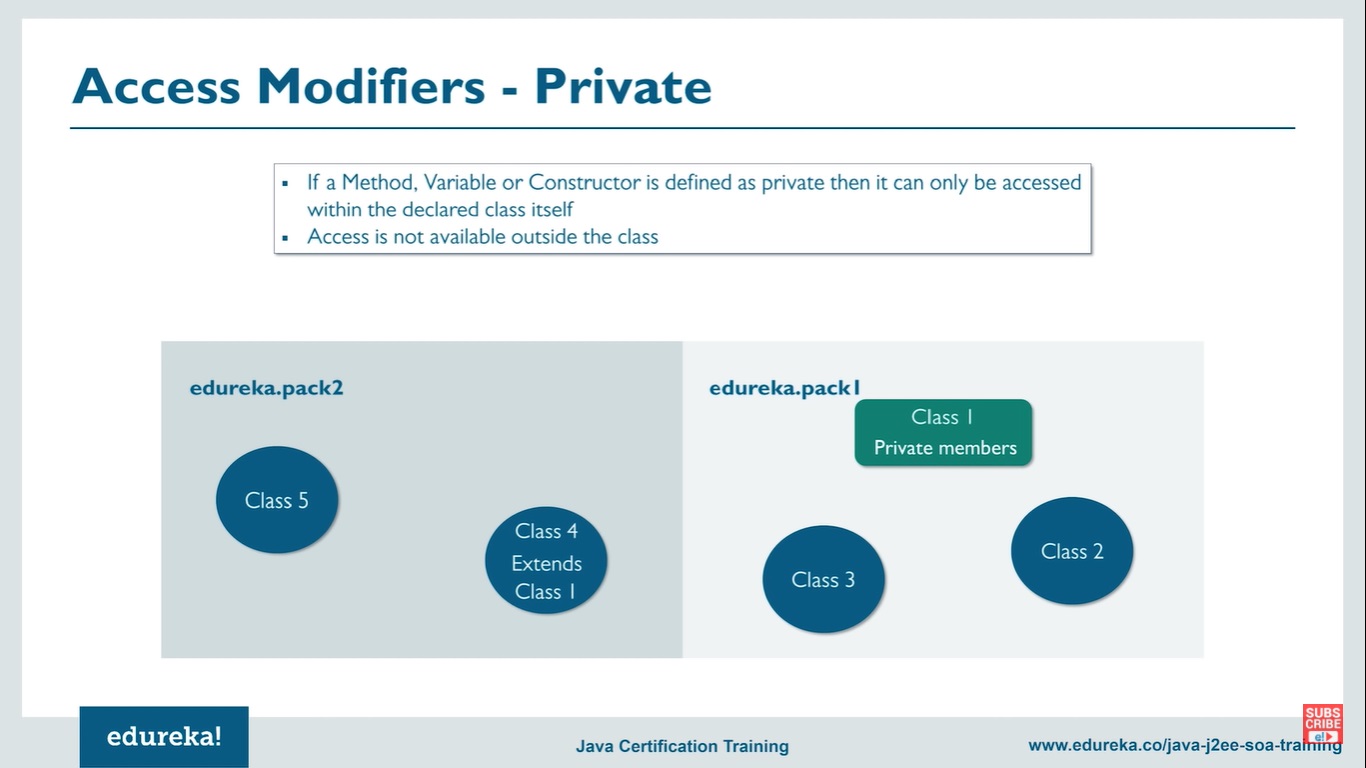 Access Modifiers - Private
▪ If a Method, Variable or Constructor is defined as private then it can only be accessed
within the declared class itself
▪ Access is not available outside the class
edureka.pack2
edureka.pack1
Class 1
Private members
Class 5
Class 4
Extends
Class 1
Class 3
Class 2
edureka!
Java Certification Training
www.edureka.co/java-j2ee-soa-training
SUBS
CRIBE
e!